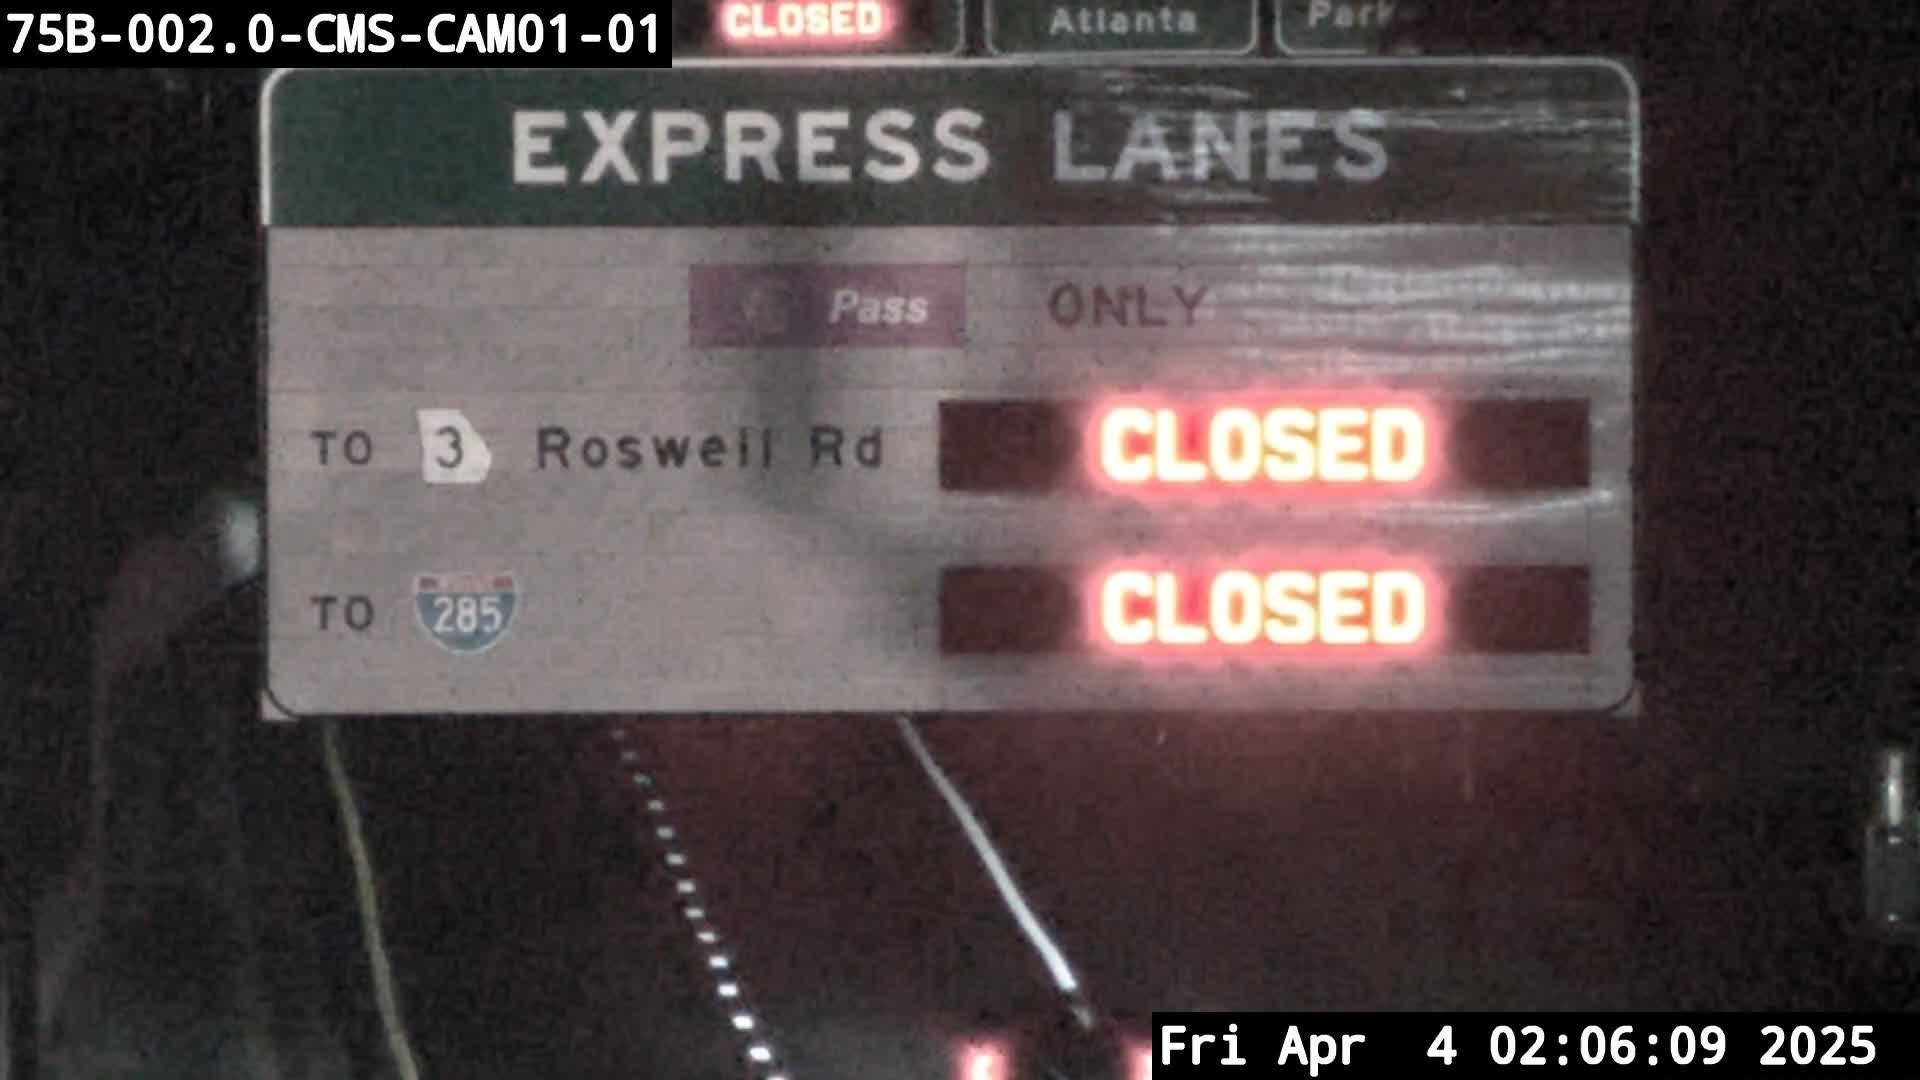 75B-002.0-CMS-CAM01-01
CLOSED
Atlanta
EXPRESS LANES
Pass ONLY
TO 3 Roswell Rd CLOSED
TO 285 CLOSED
Fri Apr 4 02:06:09 2025